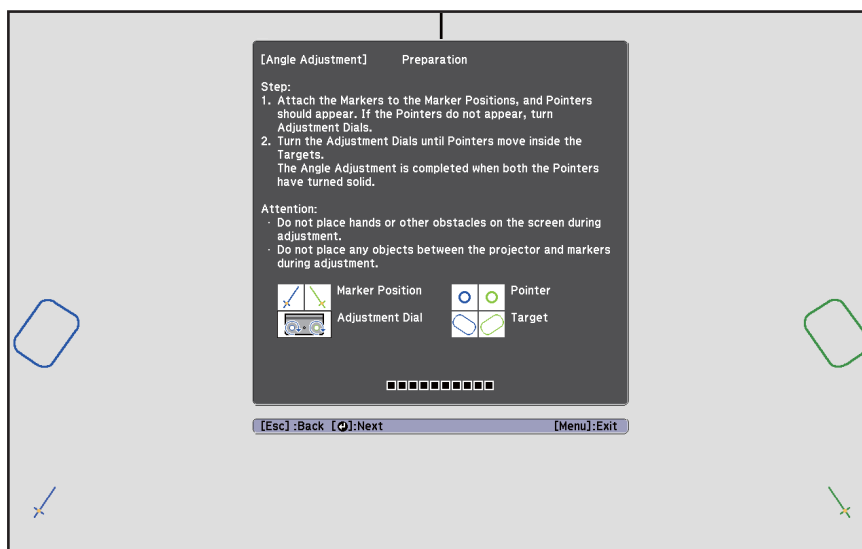 [Angle Adjustment] Preparation
Step:
1. Attach the Markers to the Marker Positions, and Pointers
should appear. If the Pointers do not appear, turn
Adjustment Dials.
2. Turn the Adjustment Dials until Pointers move inside the
Targets.
The Angle Adjustment is completed when both the Pointers
have turned solid.
Attention:
· Do not place hands or other obstacles on the screen during
adjustment.
· Do not place any objects between the projector and markers
during adjustment.
Marker Position
Pointer
Adjustment Dial
Target
[Esc] :Back [⏎]:Next [Menu]:Exit